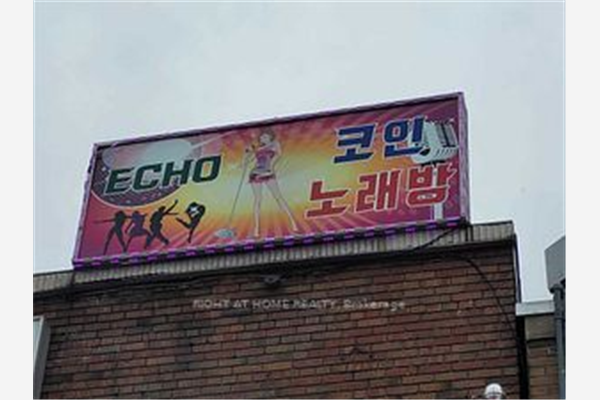 ECHO
코인
노래방
RIGHT AT HOME REALTY, Brokerage